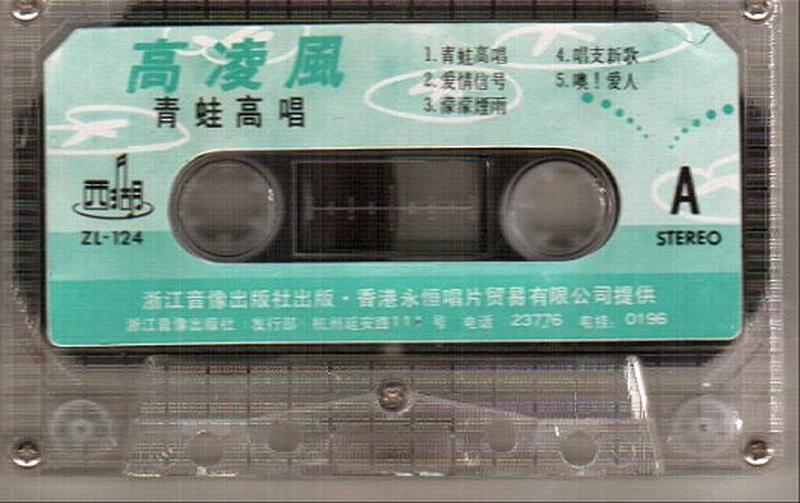 高凌風
青蛙高唱
1.青蛙高唱
2.爱情信号
3.濛濛煙雨
4.唱支新歌
5.噢！爱人
西湖
ZL-124
A
STEREO
浙江音像出版社出版·香港永恒唱片贸易有限公司提供
浙江音像出版社 发行部 杭州延安西11 号 电话 23776 电挂：0196